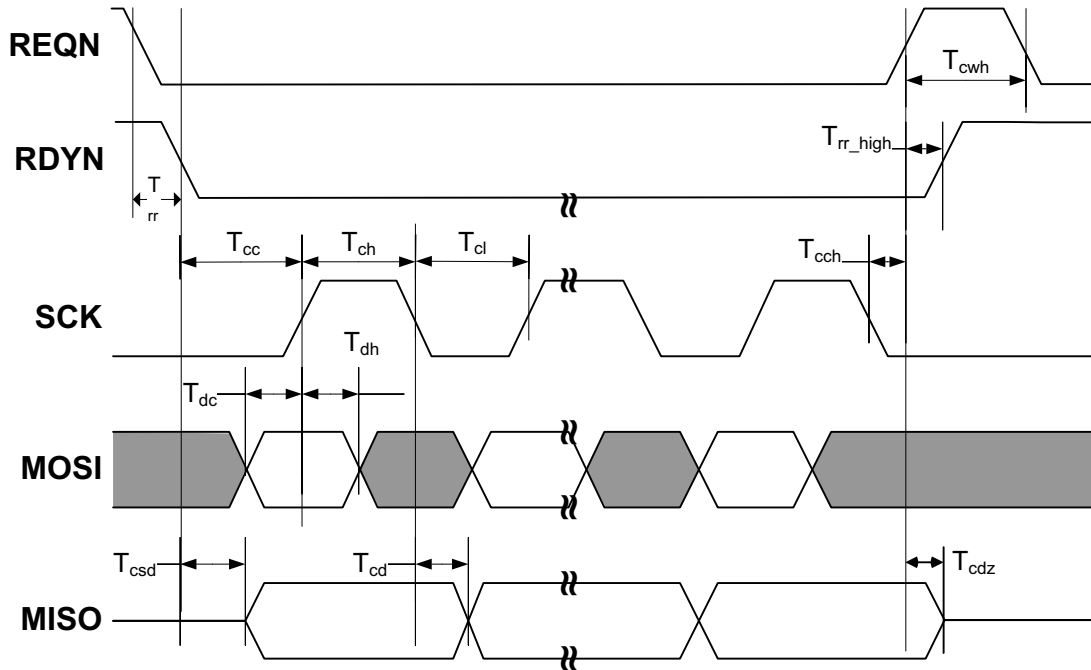 REQN
T_cwh
RDYN
T_rr_high
T_rr
T_cc
T_ch
T_cl
T_cch
SCK
T_dh
T_dc
MOSI
T_csd
T_cd
T_cdz
MISO